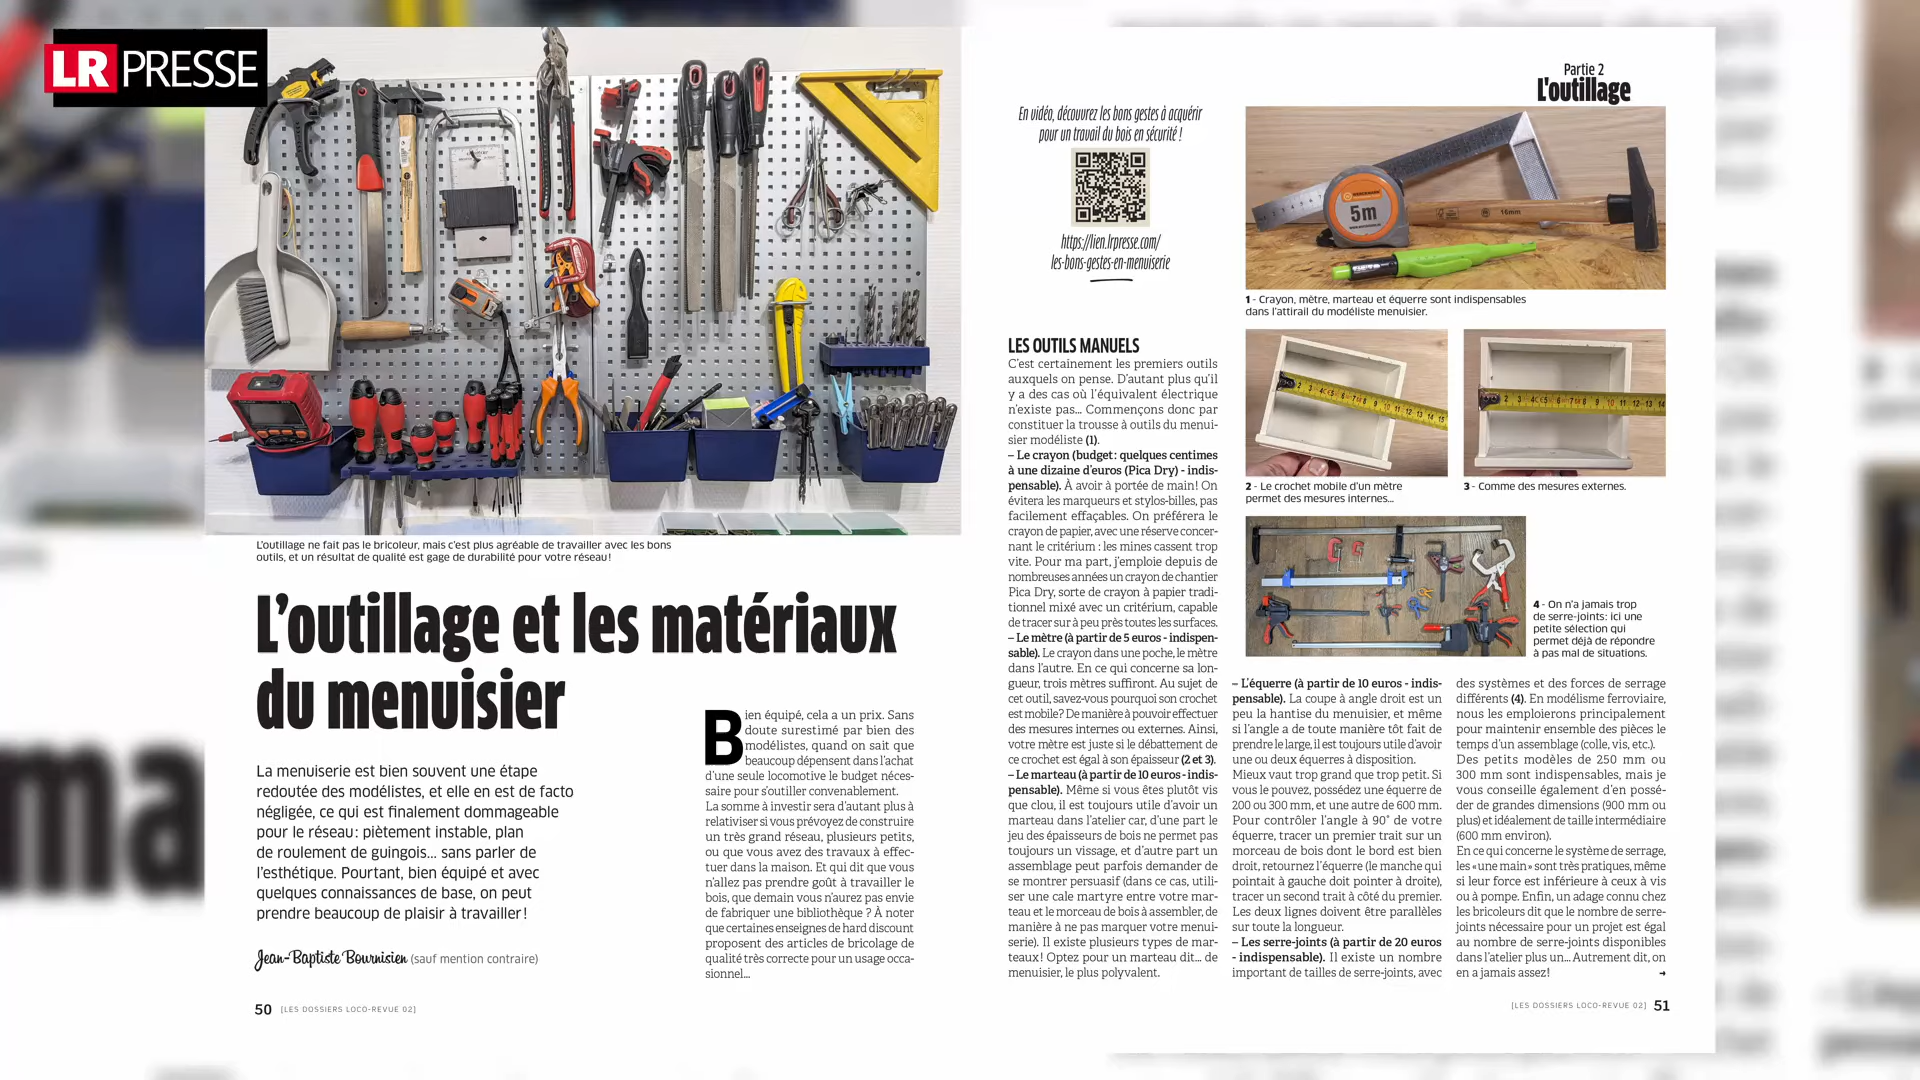 LR PRESSE
L'outillage ne fait pas le bricoleur, mais c'est plus agréable de travailler avec les bons
outils, et un résultat de qualité est gage de durabilité pour votre réseau!
L'outillage et les matériaux
du menuisier
La menuiserie est bien souvent une étape
redoutée des modélistes, et elle en est de facto
négligée, ce qui est finalement dommageable
pour le réseau: piètement instable, plan
de roulement de guingois... sans parler de
l'esthétique. Pourtant, bien équipé et avec
quelques connaissances de base, on peut
prendre beaucoup de plaisir à travailler!
Jean-Baptiste Bournisien (sauf mention contraire)
Bien équipé, cela a un prix. Sans
doute surestimé par bien des
modélistes, quand on sait que
beaucoup dépensent dans l'achat
d'une seule locomotive le budget néces-
saire pour s'outiller convenablement.
La somme à investir sera d'autant plus à
relativiser si vous prévoyez de construire
un très grand réseau, plusieurs petits,
ou que vous avez des travaux à effec-
tuer dans la maison. Et qui dit que vous
n'allez pas prendre goût à travailler le
bois, que demain vous n'aurez pas envie
de fabriquer une bibliothèque ? À noter
que certaines enseignes de hard discount
proposent des articles de bricolage de
qualité très correcte pour un usage occa-
sionnel...
50 [LES DOSSIERS LOCO-REVUE 02]
Partie 2
L'outillage
En vidéo, découvrez les bons gestes à acquérir
pour un travail du bois en sécurité !
https://lien.lrpresse.com/
les-bons-gestes-en-menuiserie
LES OUTILS MANUELS
C'est certainement les premiers outils
auxquels on pense. D'autant plus qu'il
y a des cas où l'équivalent électrique
n'existe pas... Commençons donc par
constituer la trousse à outils du menui-
sier modéliste (1).
– Le crayon (budget: quelques centimes
à une dizaine d'euros (Pica Dry) - indis-
pensable). À avoir à portée de main! On
évitera les marqueurs et stylos-billes, pas
facilement effaçables. On préférera le
crayon de papier, avec une réserve concer-
nant le critérium : les mines cassent trop
vite. Pour ma part, j'emploie depuis de
nombreuses années un crayon de chantier
Pica Dry, sorte de crayon à papier tradi-
tionnel mixé avec un critérium, capable
de tracer sur à peu près toutes les surfaces.
– Le mètre (à partir de 5 euros - indispen-
sable). Le crayon dans une poche, le mètre
dans l'autre. En ce qui concerne sa lon-
gueur, trois mètres suffiront. Au sujet de
cet outil, savez-vous pourquoi son crochet
est mobile? De manière à pouvoir effectuer
des mesures internes ou externes. Ainsi,
votre mètre est juste si le débattement de
ce crochet est égal à son épaisseur (2 et 3).
– Le marteau (à partir de 10 euros - indis-
pensable). Même si vous êtes plutôt vis
que clou, il est toujours utile d'avoir un
marteau dans l'atelier car, d'une part le
jeu des épaisseurs de bois ne permet pas
toujours un vissage, et d'autre part un
assemblage peut parfois demander de
se montrer persuasif (dans ce cas, utili-
ser une cale martyre entre votre mar-
teau et le morceau de bois à assembler, de
manière à ne pas marquer votre menui-
serie). Il existe plusieurs types de mar-
teaux! Optez pour un marteau dit... de
menuisier, le plus polyvalent.
5m
16mm
1 - Crayon, mètre, marteau et équerre sont indispensables
dans l'attirail du modéliste menuisier.
2 - Le crochet mobile d'un mètre
permet des mesures internes...
3 - Comme des mesures externes.
4 - On n'a jamais trop
de serre-joints: ici une
petite sélection qui
permet déjà de répondre
à pas mal de situations.
– L'équerre (à partir de 10 euros - indis-
pensable). La coupe à angle droit est un
peu la hantise du menuisier, et même
si l'angle a de toute manière tôt fait de
prendre le large, il est toujours utile d'avoir
une ou deux équerres à disposition.
Mieux vaut trop grand que trop petit. Si
vous le pouvez, possédez une équerre de
200 ou 300 mm, et une autre de 600 mm.
Pour contrôler l'angle à 90° de votre
équerre, tracer un premier trait sur un
morceau de bois dont le bord est bien
droit, retournez l'équerre (le manche qui
pointait à gauche doit pointer à droite),
tracer un second trait à côté du premier.
Les deux lignes doivent être parallèles
sur toute la longueur.
– Les serre-joints (à partir de 20 euros
- indispensable). Il existe un nombre
important de tailles de serre-joints, avec
des systèmes et des forces de serrage
différents (4). En modélisme ferroviaire,
nous les emploierons principalement
pour maintenir ensemble des pièces le
temps d'un assemblage (colle, vis, etc.).
Des petits modèles de 250 mm ou
300 mm sont indispensables, mais je
vous conseille également d'en possé-
der de grandes dimensions (900 mm ou
plus) et idéalement de taille intermédiaire
(600 mm environ).
En ce qui concerne le système de serrage,
les «une main» sont très pratiques, même
si leur force est inférieure à ceux à vis
ou à pompe. Enfin, un adage connu chez
les bricoleurs dit que le nombre de serre-
joints nécessaire pour un projet est égal
au nombre de serre-joints disponibles
dans l'atelier plus un... Autrement dit, on
en a jamais assez!
[LES DOSSIERS LOCO-REVUE 02] 51